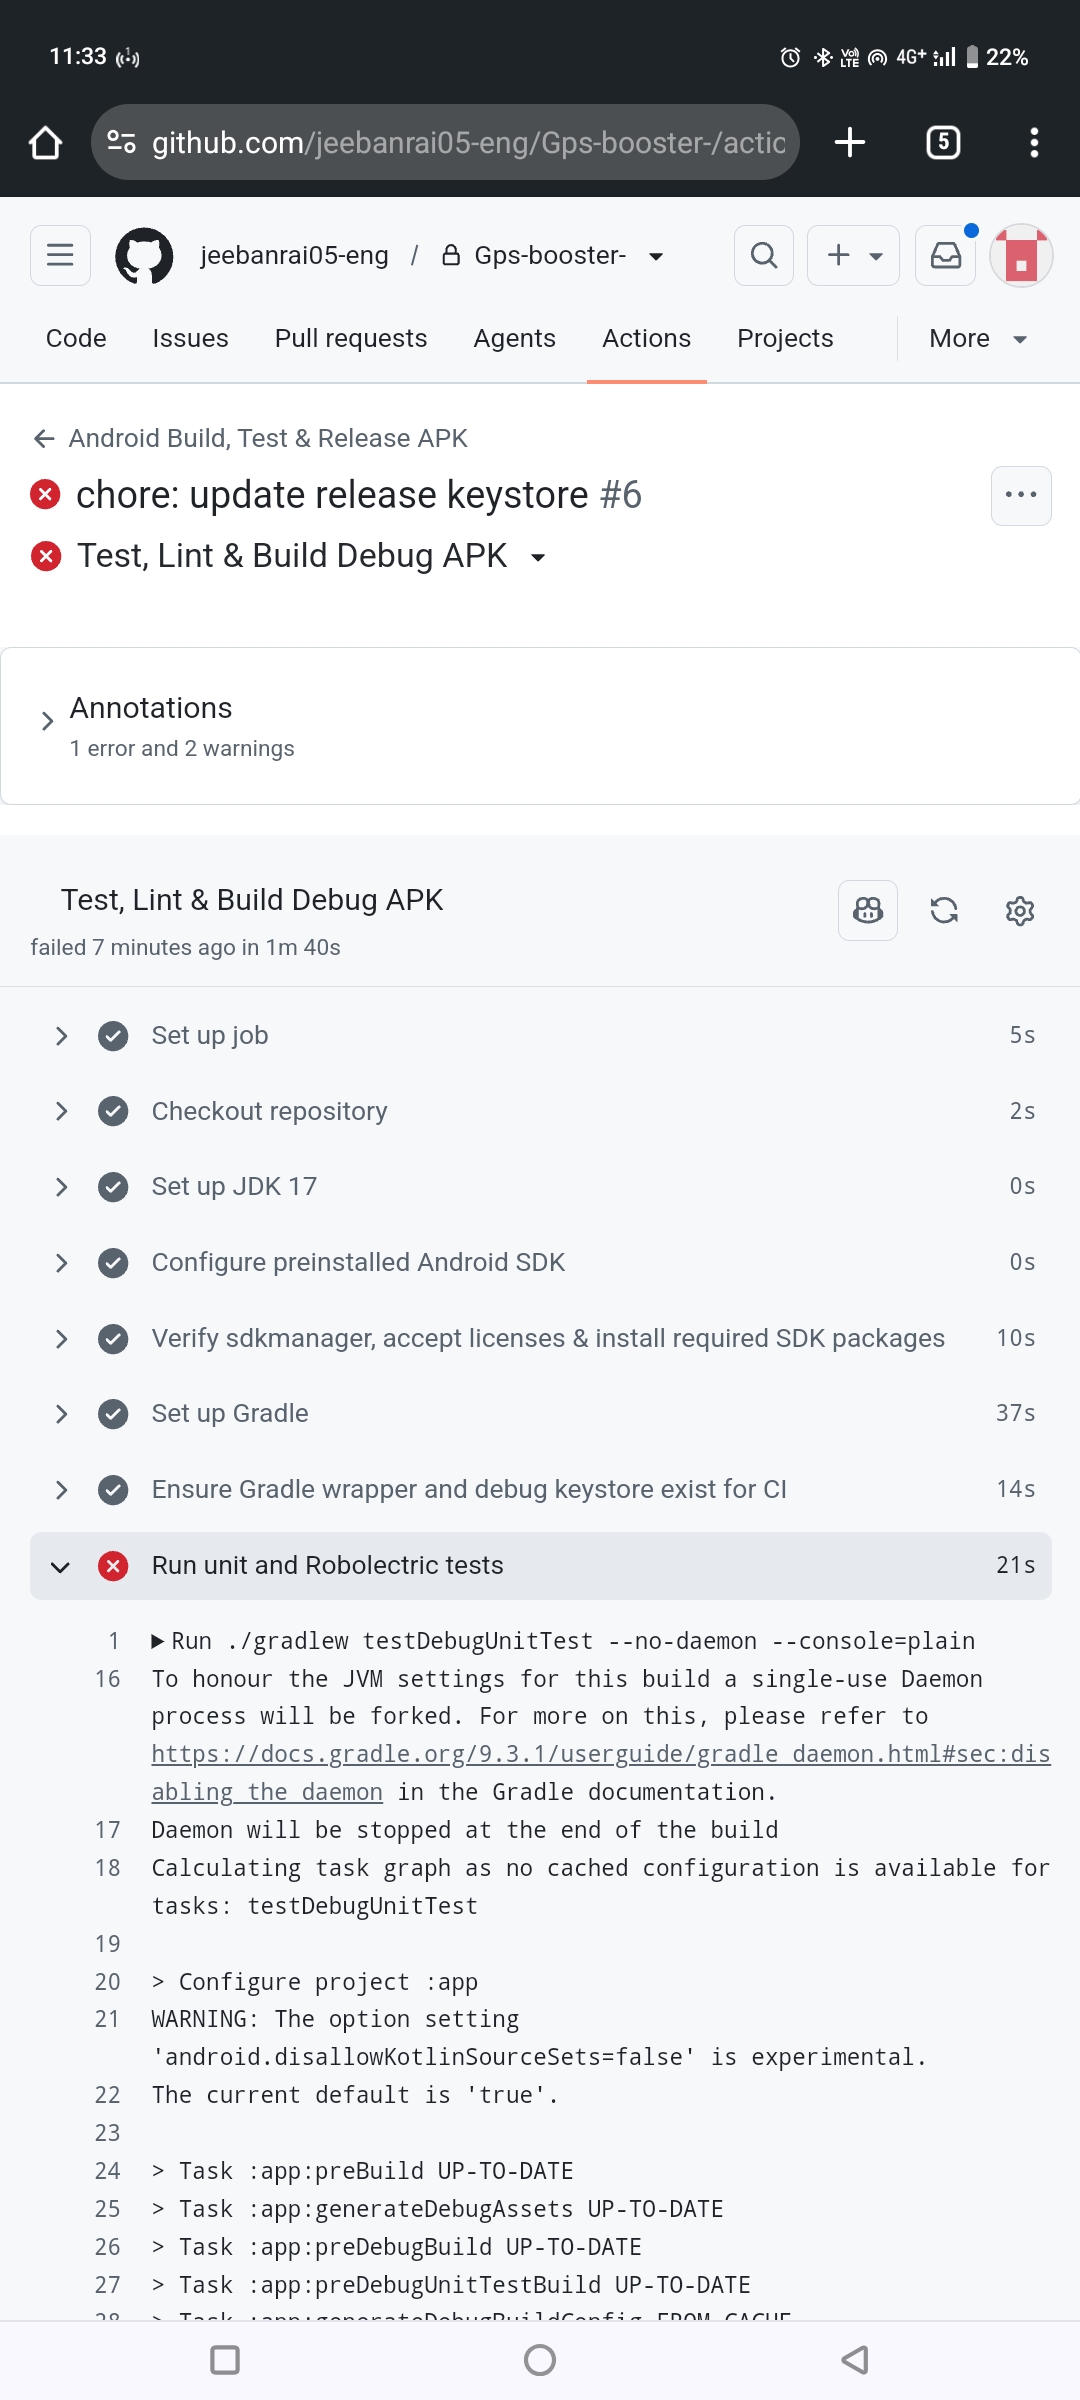 11:33
VoLTE 4G+ 22%
github.com/jeebanrai05-eng/Gps-booster-/actio
5
jeebanrai05-eng / Gps-booster-
Code Issues Pull requests Agents Actions Projects More
Android Build, Test & Release APK
chore: update release keystore #6
Test, Lint & Build Debug APK
Annotations
1 error and 2 warnings
Test, Lint & Build Debug APK
failed 7 minutes ago in 1m 40s
Set up job 5s
Checkout repository 2s
Set up JDK 17 0s
Configure preinstalled Android SDK 0s
Verify sdkmanager, accept licenses & install required SDK packages 10s
Set up Gradle 37s
Ensure Gradle wrapper and debug keystore exist for CI 14s
Run unit and Robolectric tests 21s
1 ▶Run ./gradlew testDebugUnitTest --no-daemon --console=plain
16 To honour the JVM settings for this build a single-use Daemon
process will be forked. For more on this, please refer to
https://docs.gradle.org/9.3.1/userguide/gradle_daemon.html#sec:dis
abling_the_daemon in the Gradle documentation.
17 Daemon will be stopped at the end of the build
18 Calculating task graph as no cached configuration is available for
tasks: testDebugUnitTest
19
20 > Configure project :app
21 WARNING: The option setting
'android.disallowKotlinSourceSets=false' is experimental.
22 The current default is 'true'.
23
24 > Task :app:preBuild UP-TO-DATE
25 > Task :app:generateDebugAssets UP-TO-DATE
26 > Task :app:preDebugBuild UP-TO-DATE
27 > Task :app:preDebugUnitTestBuild UP-TO-DATE
28 > Task :app:generateDebugBuildConfig FROM-CACHE